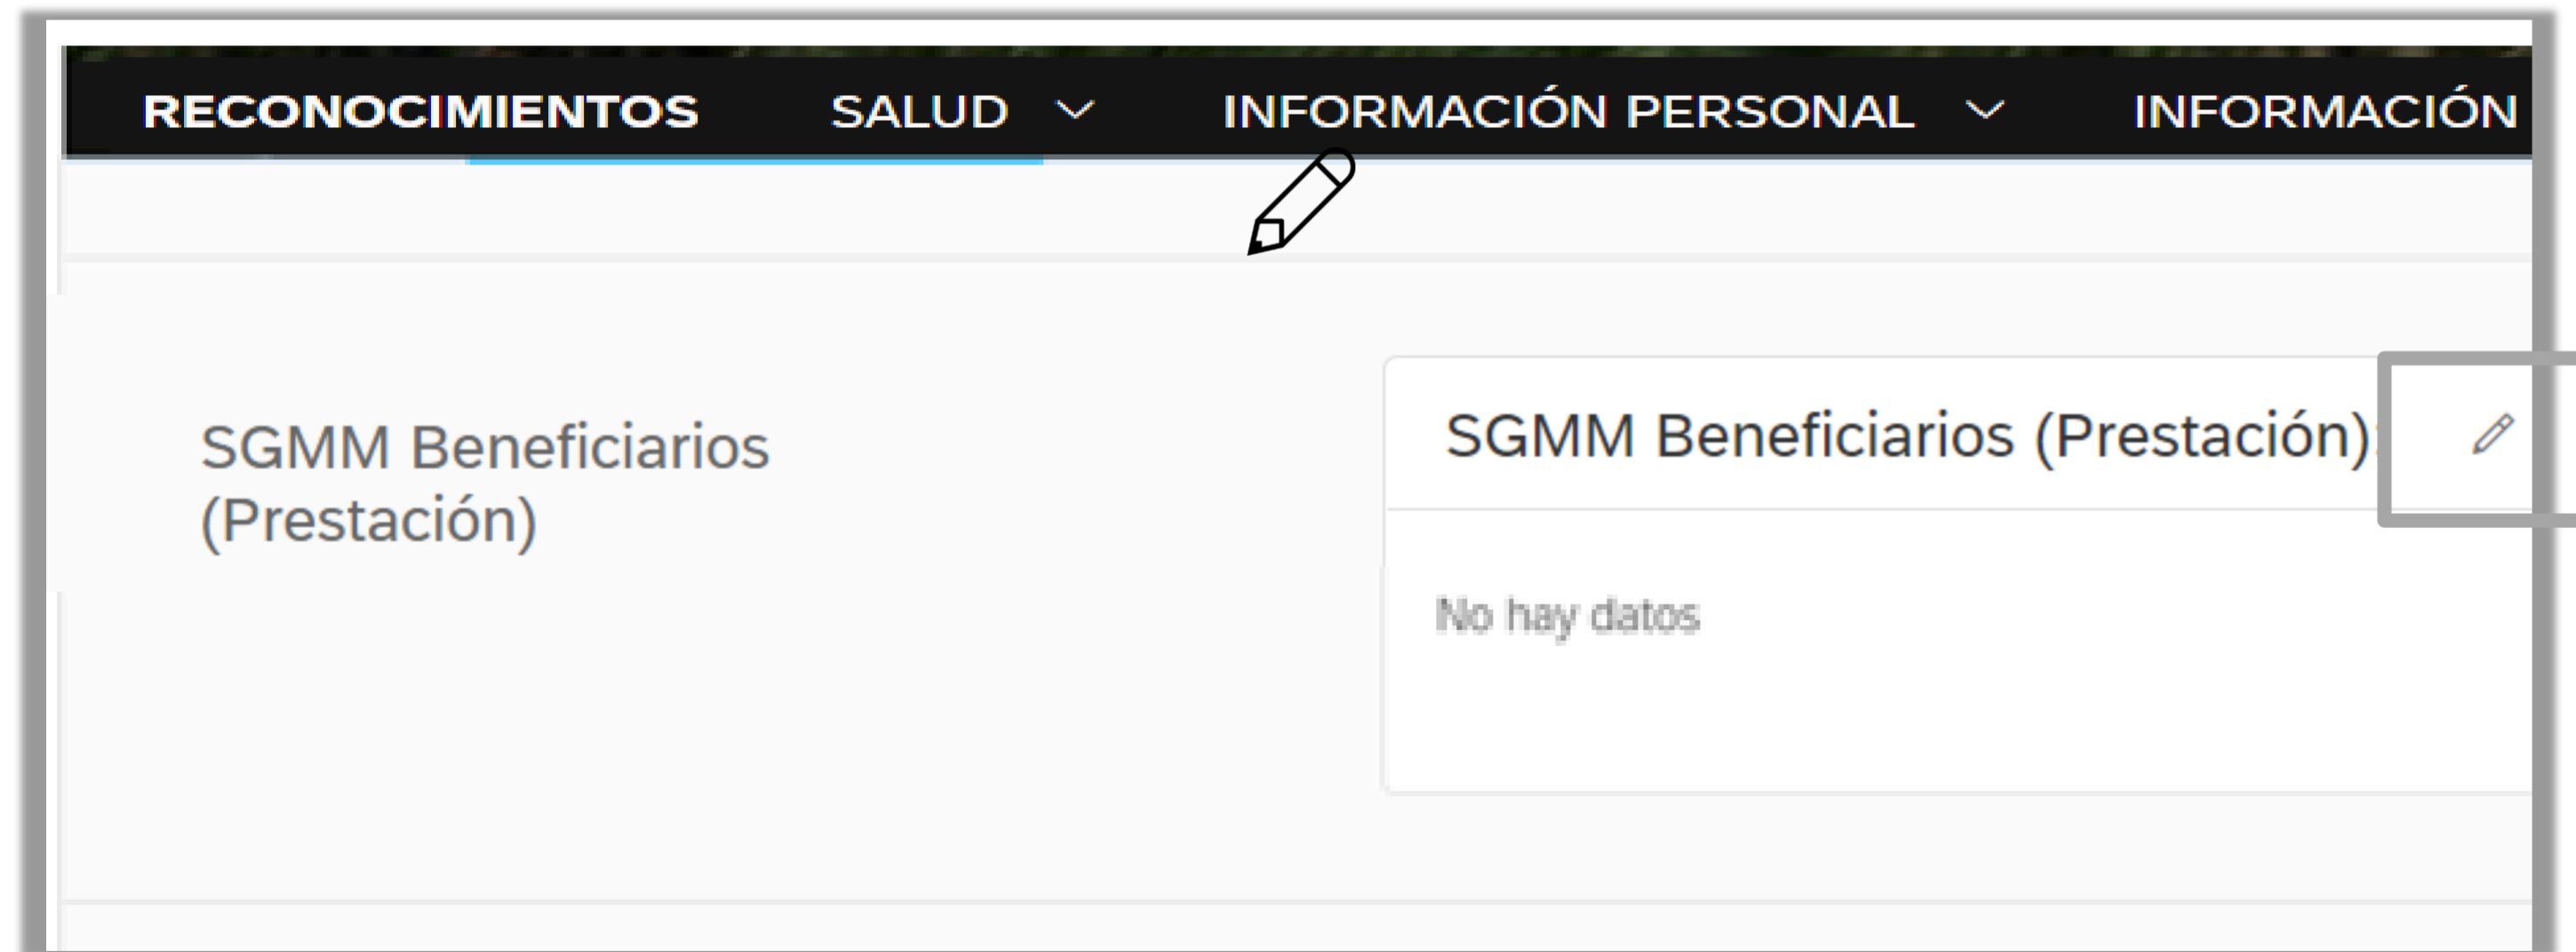 RECONOCIMIENTOS SALUD INFORMACIÓN PERSONAL INFORMACIÓN
SGMM Beneficiarios
(Prestación)
SGMM Beneficiarios (Prestación)
No hay datos